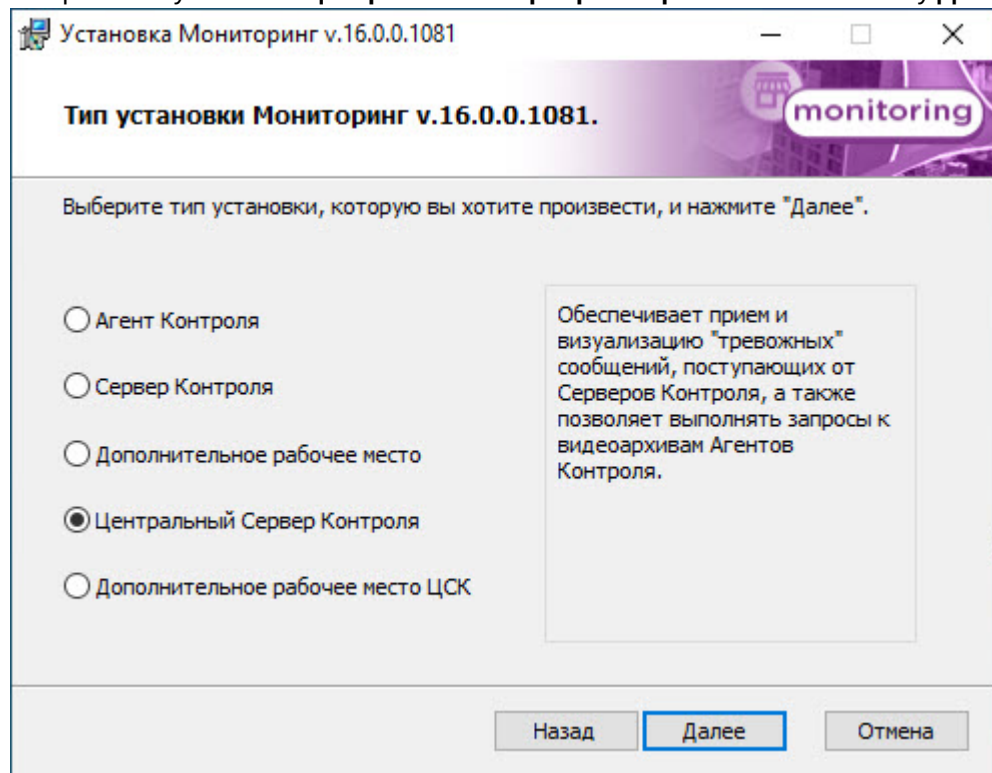 Установка Мониторинг v.16.0.0.1081
Тип установки Мониторинг v.16.0.0.1081.
monitoring
Выберите тип установки, которую вы хотите произвести, и нажмите "Далее".
Агент Контроля
Сервер Контроля
Дополнительное рабочее место
Центральный Сервер Контроля
Дополнительное рабочее место ЦСК
Обеспечивает прием и
визуализацию "тревожных"
сообщений, поступающих от
Серверов Контроля, а также
позволяет выполнять запросы к
видеоархивам Агентов
Контроля.
Назад
Далее
Отмена